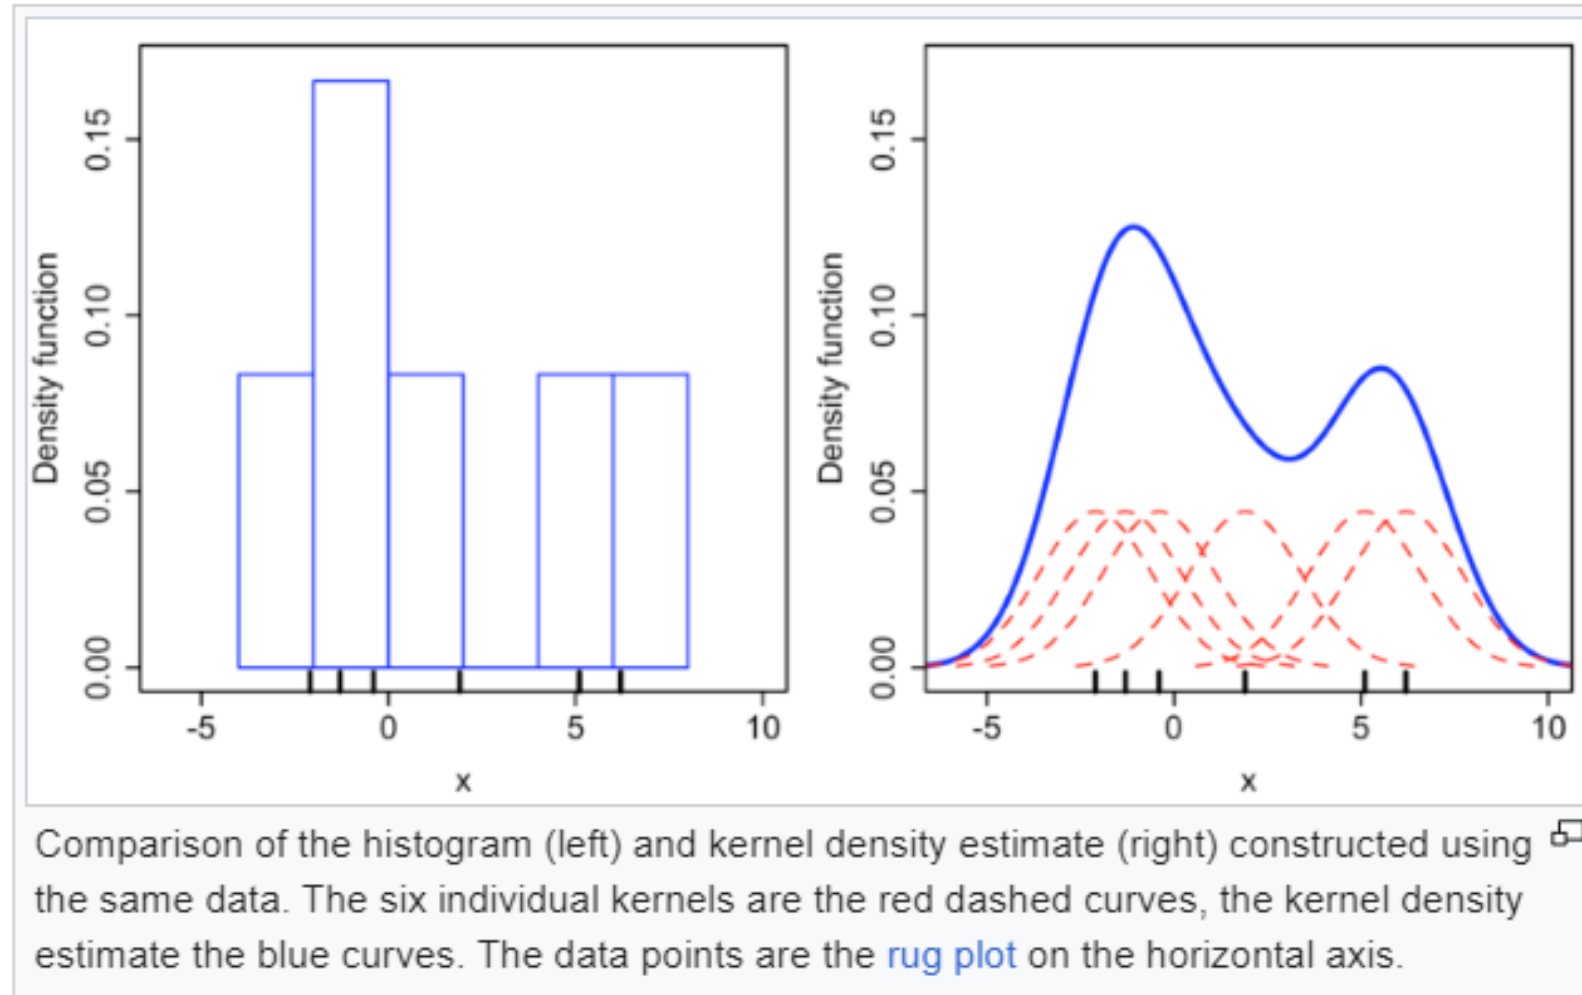 Density function
0.00 0.05 0.10 0.15
-5 0 5 10
x
Density function
0.00 0.05 0.10 0.15
-5 0 5 10
x
Comparison of the histogram (left) and kernel density estimate (right) constructed using
the same data. The six individual kernels are the red dashed curves, the kernel density
estimate the blue curves. The data points are the rug plot on the horizontal axis.